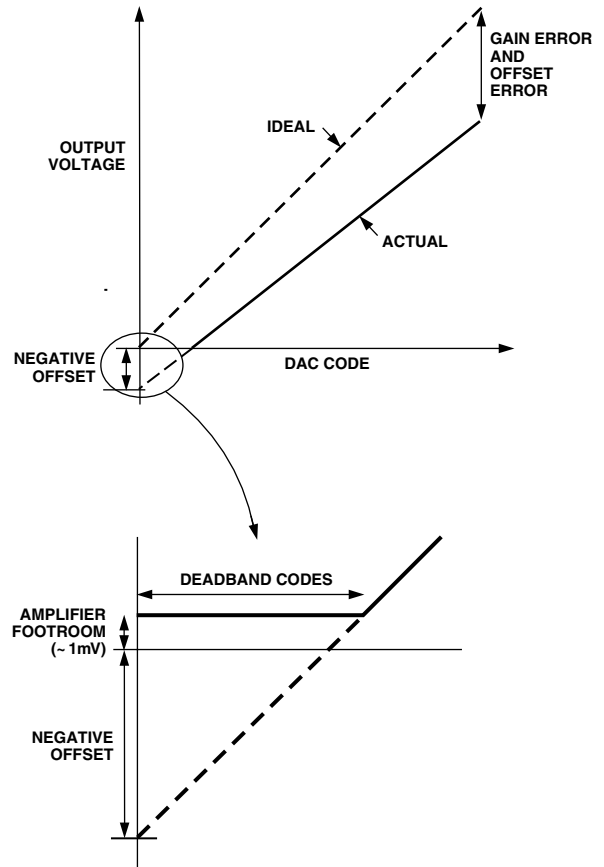 GAIN ERROR
AND
OFFSET
ERROR
IDEAL
OUTPUT
VOLTAGE
ACTUAL
NEGATIVE
OFFSET
DAC CODE
DEADBAND CODES
AMPLIFIER
FOOTROOM
(~ 1mV)
NEGATIVE
OFFSET